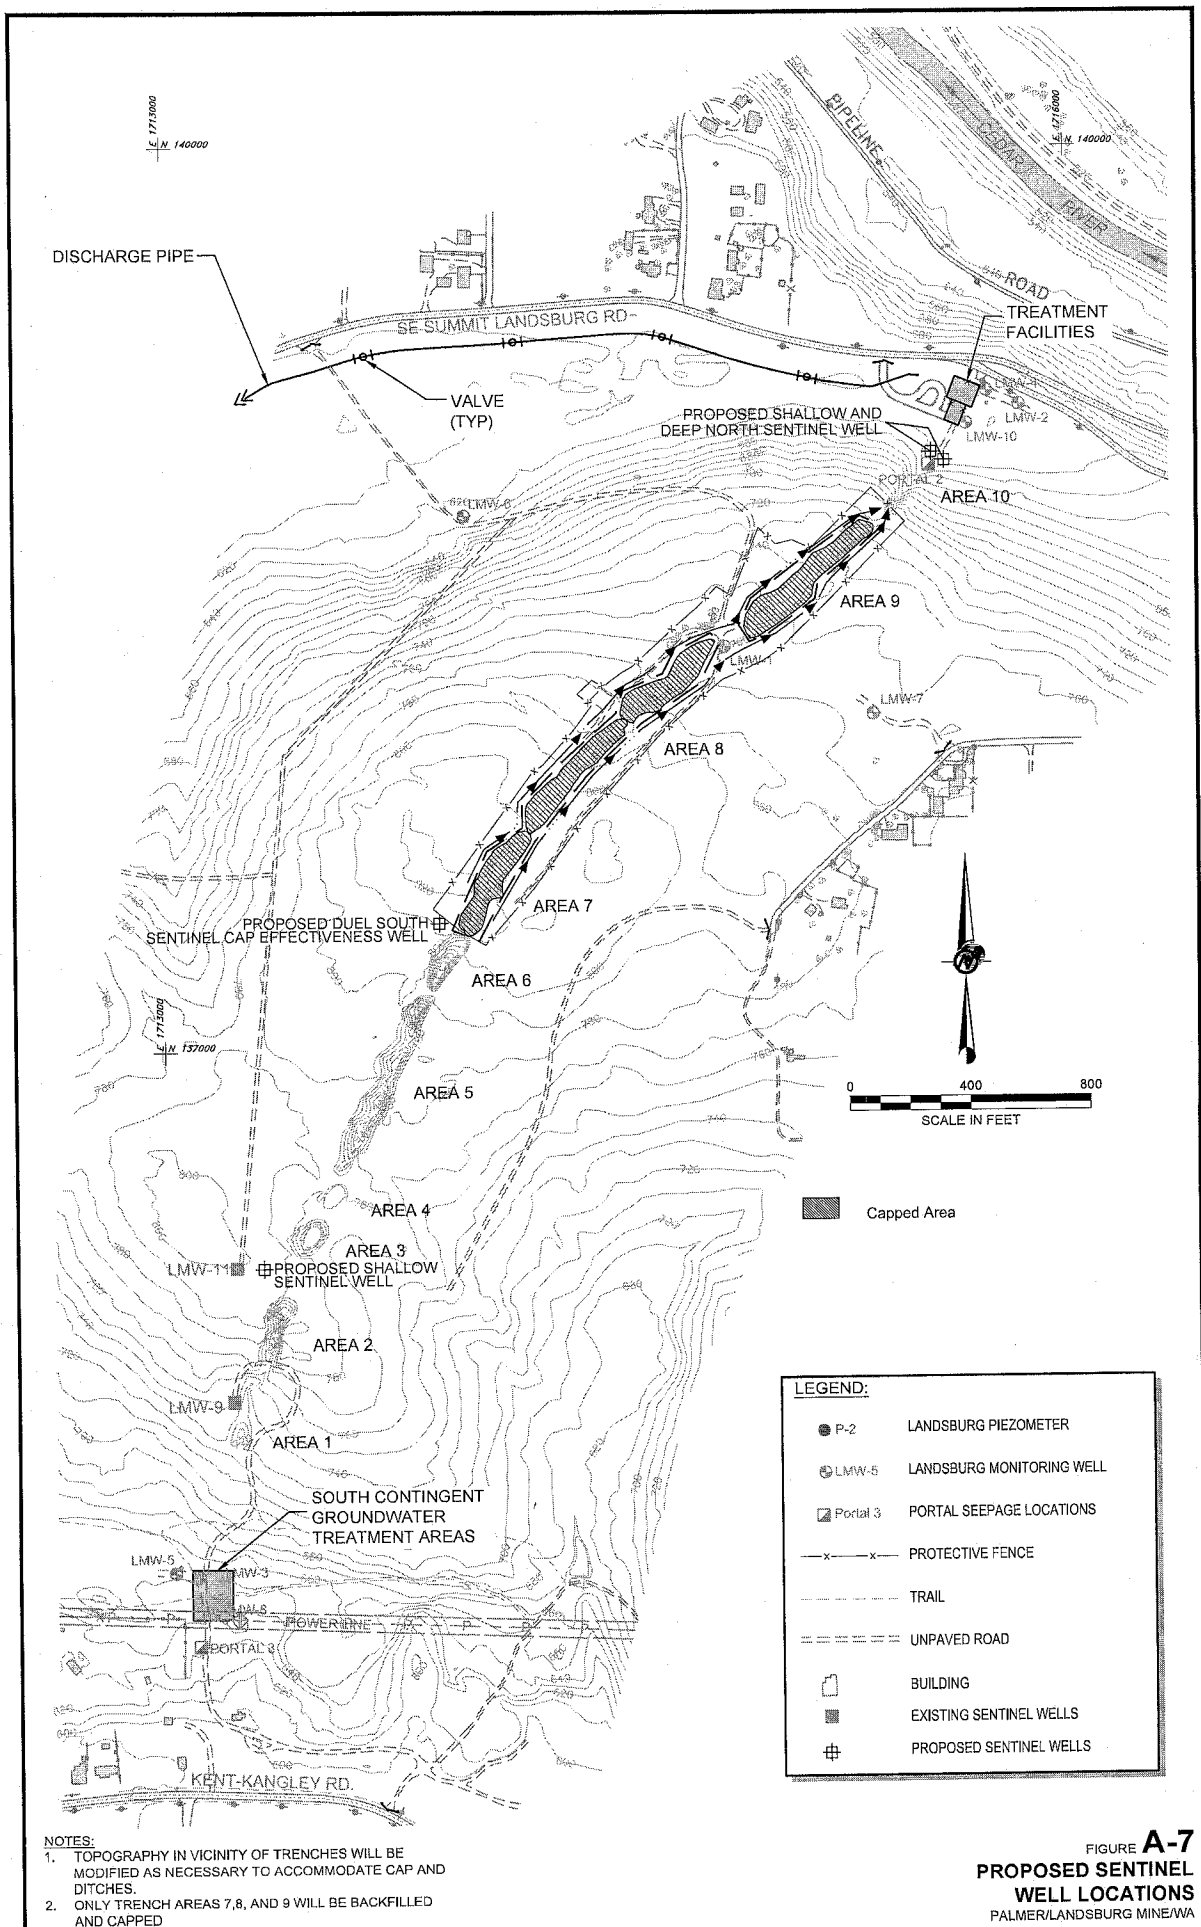 E 1713000
N 140000
E 1716000
N 140000
PIPELINE
ROAD
CEDAR
RIVER
DISCHARGE PIPE
SE SUMMIT LANDSBURG RD
TREATMENT
FACILITIES
VALVE
(TYP)
LMW-4
LMW-2
LMW-10
PROPOSED SHALLOW AND
DEEP NORTH SENTINEL WELL
PORTAL 2
AREA 10
AREA 9
LMW-1
LMW-7
AREA 8
AREA 7
PROPOSED DUEL SOUTH
SENTINEL CAP EFFECTIVENESS WELL
AREA 6
E 1713000
N 137000
AREA 5
0 400 800
SCALE IN FEET
AREA 4
Capped Area
AREA 3
LMW-11
PROPOSED SHALLOW
SENTINEL WELL
AREA 2
LMW-9
AREA 1
SOUTH CONTINGENT
GROUNDWATER
TREATMENT AREAS
LMW-5
MW-3
POWERLINE
PORTAL 3
KENT-KANGLEY RD.
LEGEND:
P-2 LANDSBURG PIEZOMETER
LMW-5 LANDSBURG MONITORING WELL
Portal 3 PORTAL SEEPAGE LOCATIONS
PROTECTIVE FENCE
TRAIL
UNPAVED ROAD
BUILDING
EXISTING SENTINEL WELLS
PROPOSED SENTINEL WELLS
NOTES:
1. TOPOGRAPHY IN VICINITY OF TRENCHES WILL BE
MODIFIED AS NECESSARY TO ACCOMMODATE CAP AND
DITCHES.
2. ONLY TRENCH AREAS 7,8, AND 9 WILL BE BACKFILLED
AND CAPPED
FIGURE A-7
PROPOSED SENTINEL
WELL LOCATIONS
PALMER/LANDSBURG MINE/WA